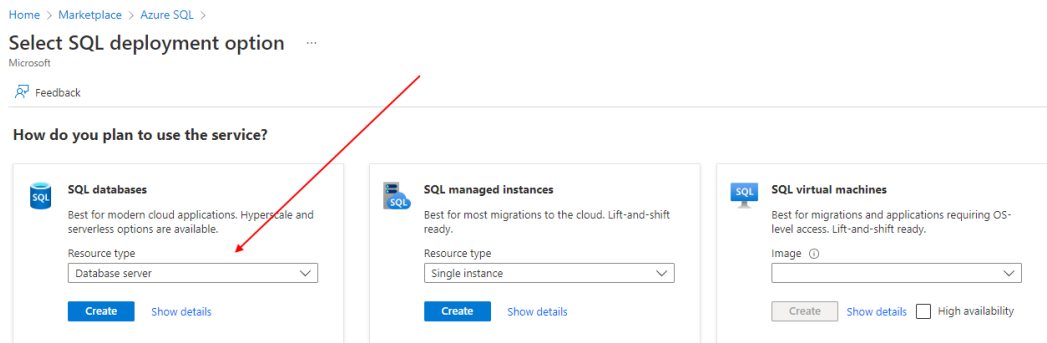 Home > Marketplace > Azure SQL >
Select SQL deployment option ...
Microsoft
Feedback
How do you plan to use the service?
SQL
SQL databases
Best for modern cloud applications. Hyperscale and
serverless options are available.
Resource type
Database server
Create Show details
SQL
SQL managed instances
Best for most migrations to the cloud. Lift-and-shift
ready.
Resource type
Single instance
Create Show details
SQL
SQL virtual machines
Best for migrations and applications requiring OS-
level access. Lift-and-shift ready.
Image
Create Show details High availability